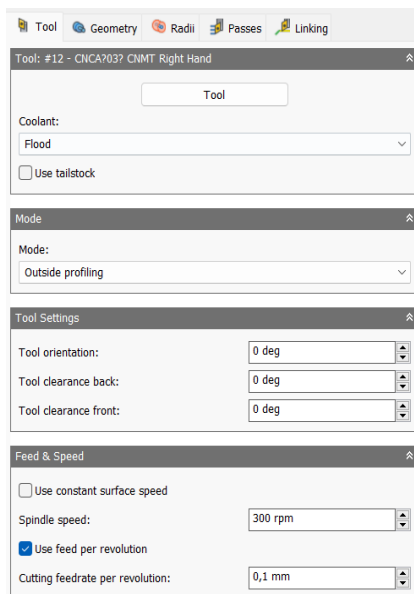 Tool Geometry Radii Passes Linking
Tool: #12 - CNCA?03? CNMT Right Hand
Tool
Coolant:
Flood
Use tailstock
Mode
Mode:
Outside profiling
Tool Settings
Tool orientation: 0 deg
Tool clearance back: 0 deg
Tool clearance front: 0 deg
Feed & Speed
Use constant surface speed
Spindle speed: 300 rpm
Use feed per revolution
Cutting feedrate per revolution: 0,1 mm